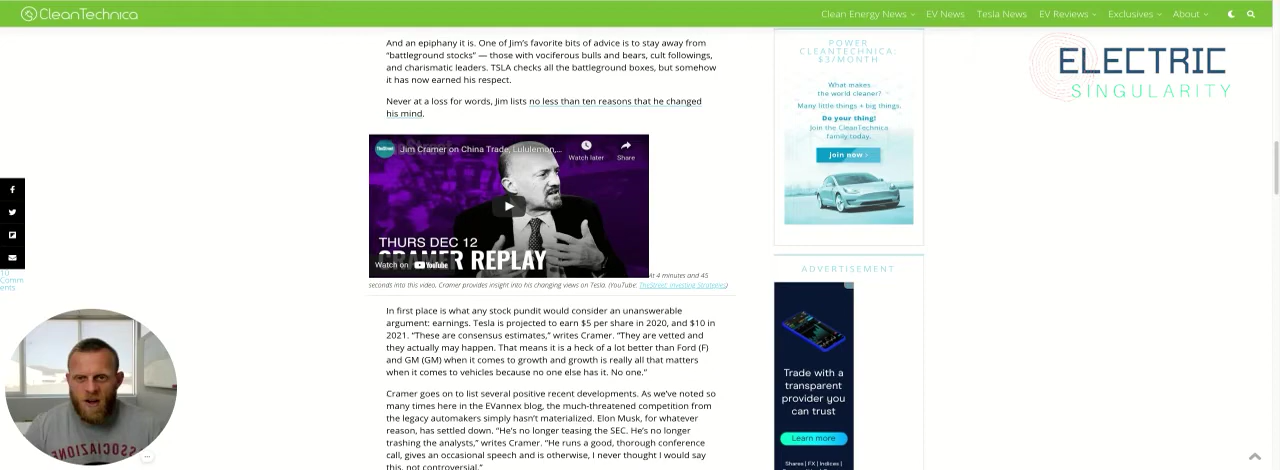 CleanTechnica
Clean Energy News EV News Tesla News EV Reviews Exclusives About
And an epiphany it is. One of Jim’s favorite bits of advice is to stay away from
“battleground stocks” — those with vociferous bulls and bears, cult followings,
and charismatic leaders. TSLA checks all the battleground boxes, but somehow
it has now earned his respect.
Never at a loss for words, Jim lists no less than ten reasons that he changed
his mind.
Jim Cramer on China Trade, Lululemon,...
Watch later
Share
THURS DEC 12
CRAMER REPLAY
Watch on YouTube
At 4 minutes and 45
seconds into this video, Cramer provides insight into his changing views on Tesla. (YouTube: TheStreet: Investing Strategies)
In first place is what any stock pundit would consider an unanswerable
argument: earnings. Tesla is projected to earn $5 per share in 2020, and $10 in
2021. “These are consensus estimates,” writes Cramer. “They are vetted and
they actually may happen. That means it is a heck of a lot better than Ford (F)
and GM (GM) when it comes to growth and growth is really all that matters
when it comes to vehicles because no one else has it. No one.”
Cramer goes on to list several positive recent developments. As we’ve noted so
many times here in the EVannex blog, the much-threatened competition from
the legacy automakers simply hasn’t materialized. Elon Musk, for whatever
reason, has settled down. “He’s no longer teasing the SEC. He’s no longer
trashing the analysts,” writes Cramer. “He runs a good, thorough conference
call, gives an occasional speech and is otherwise, I never thought I would say
this, not controversial.”
10
Comm
ents
ASSOCIAZIONE
POWER
CLEANTECHNICA:
$3/MONTH
What makes
the world cleaner?
Many little things + big things.
Do your thing!
Join the CleanTechnica
family today.
Join now ›
ADVERTISEMENT
Trade with a
transparent
provider you
can trust
Learn more
Shares | FX | Indices |
ELECTRIC
SINGULARITY